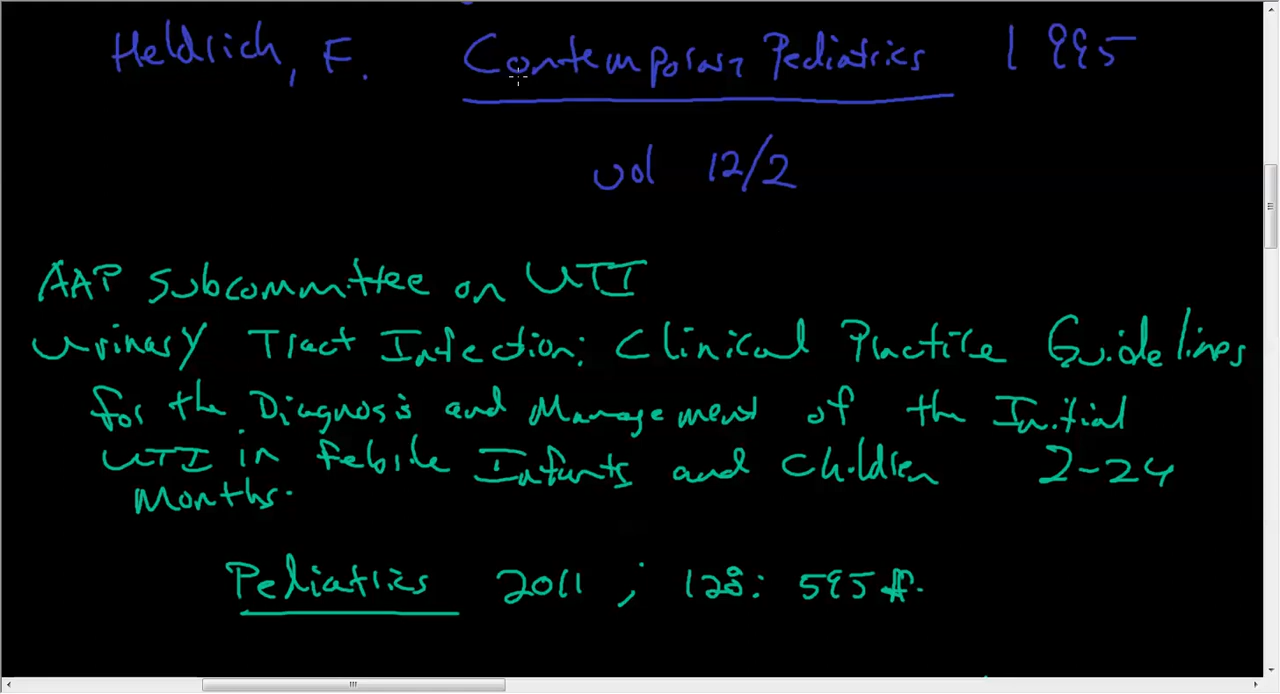 Heldrich, F. Contemporary Pediatrics 1995
vol 12/2
AAP Subcommittee on UTI
Urinary Tract Infection: Clinical Practice Guidelines
for the Diagnosis and Management of the Initial
UTI in Febrile Infants and Children 2-24
Months.
Pediatrics 2011; 128: 595 ff.